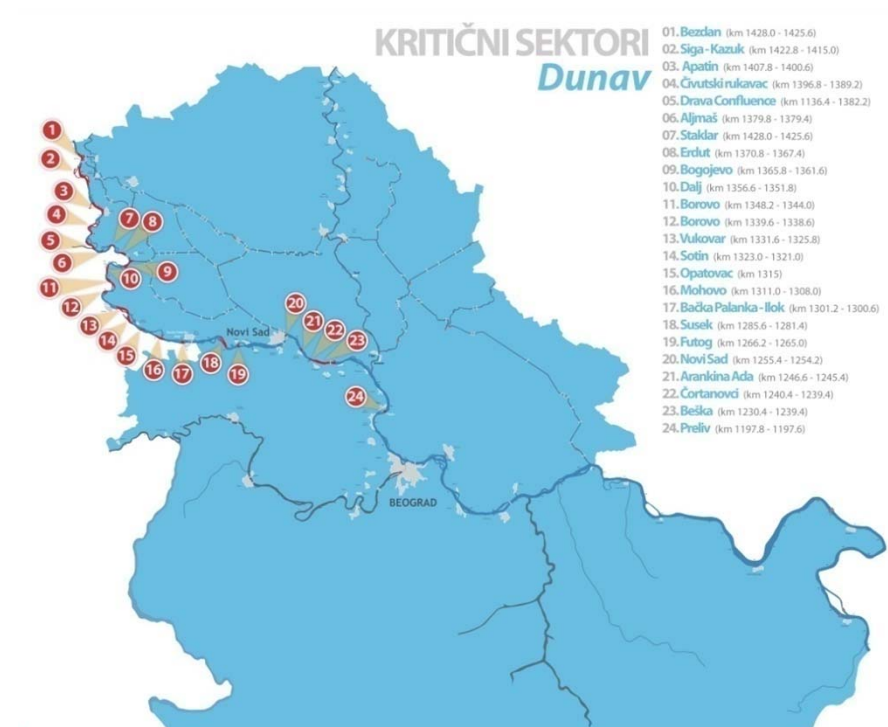 KRITIČNI SEKTORI
Dunav
01. Bezdan (km 1428.0 - 1425.6)
02. Siga - Kazuk (km 1422.8 - 1415.0)
03. Apatin (km 1407.8 - 1400.6)
04. Čivutski rukavac (km 1396.8 - 1389.2)
05. Drava Confluence (km 1136.4 - 1382.2)
06. Aljmaš (km 1379.8 - 1379.4)
07. Staklar (km 1428.0 - 1425.6)
08. Erdut (km 1370.8 - 1367.4)
09. Bogojevo (km 1365.8 - 1361.6)
10. Dalj (km 1356.6 - 1351.8)
11. Borovo (km 1348.2 - 1344.0)
12. Borovo (km 1339.6 - 1338.6)
13. Vukovar (km 1331.6 - 1325.8)
14. Sotin (km 1323.0 - 1321.0)
15. Opatovac (km 1315)
16. Mohovo (km 1311.0 - 1308.0)
17. Bačka Palanka - Ilok (km 1301.2 - 1300.6)
18. Susek (km 1285.6 - 1281.4)
19. Futog (km 1266.2 - 1265.0)
20. Novi Sad (km 1255.4 - 1254.2)
21. Arankina Ada (km 1246.6 - 1245.4)
22. Čortanovci (km 1240.4 - 1239.4)
23. Beška (km 1230.4 - 1239.4)
24. Preliv (km 1197.8 - 1197.6)
1
2
3
4
5
6
7
8
9
10
11
12
13
14
15
16
17
18
19
20
21
22
23
24
Novi Sad
BEOGRAD